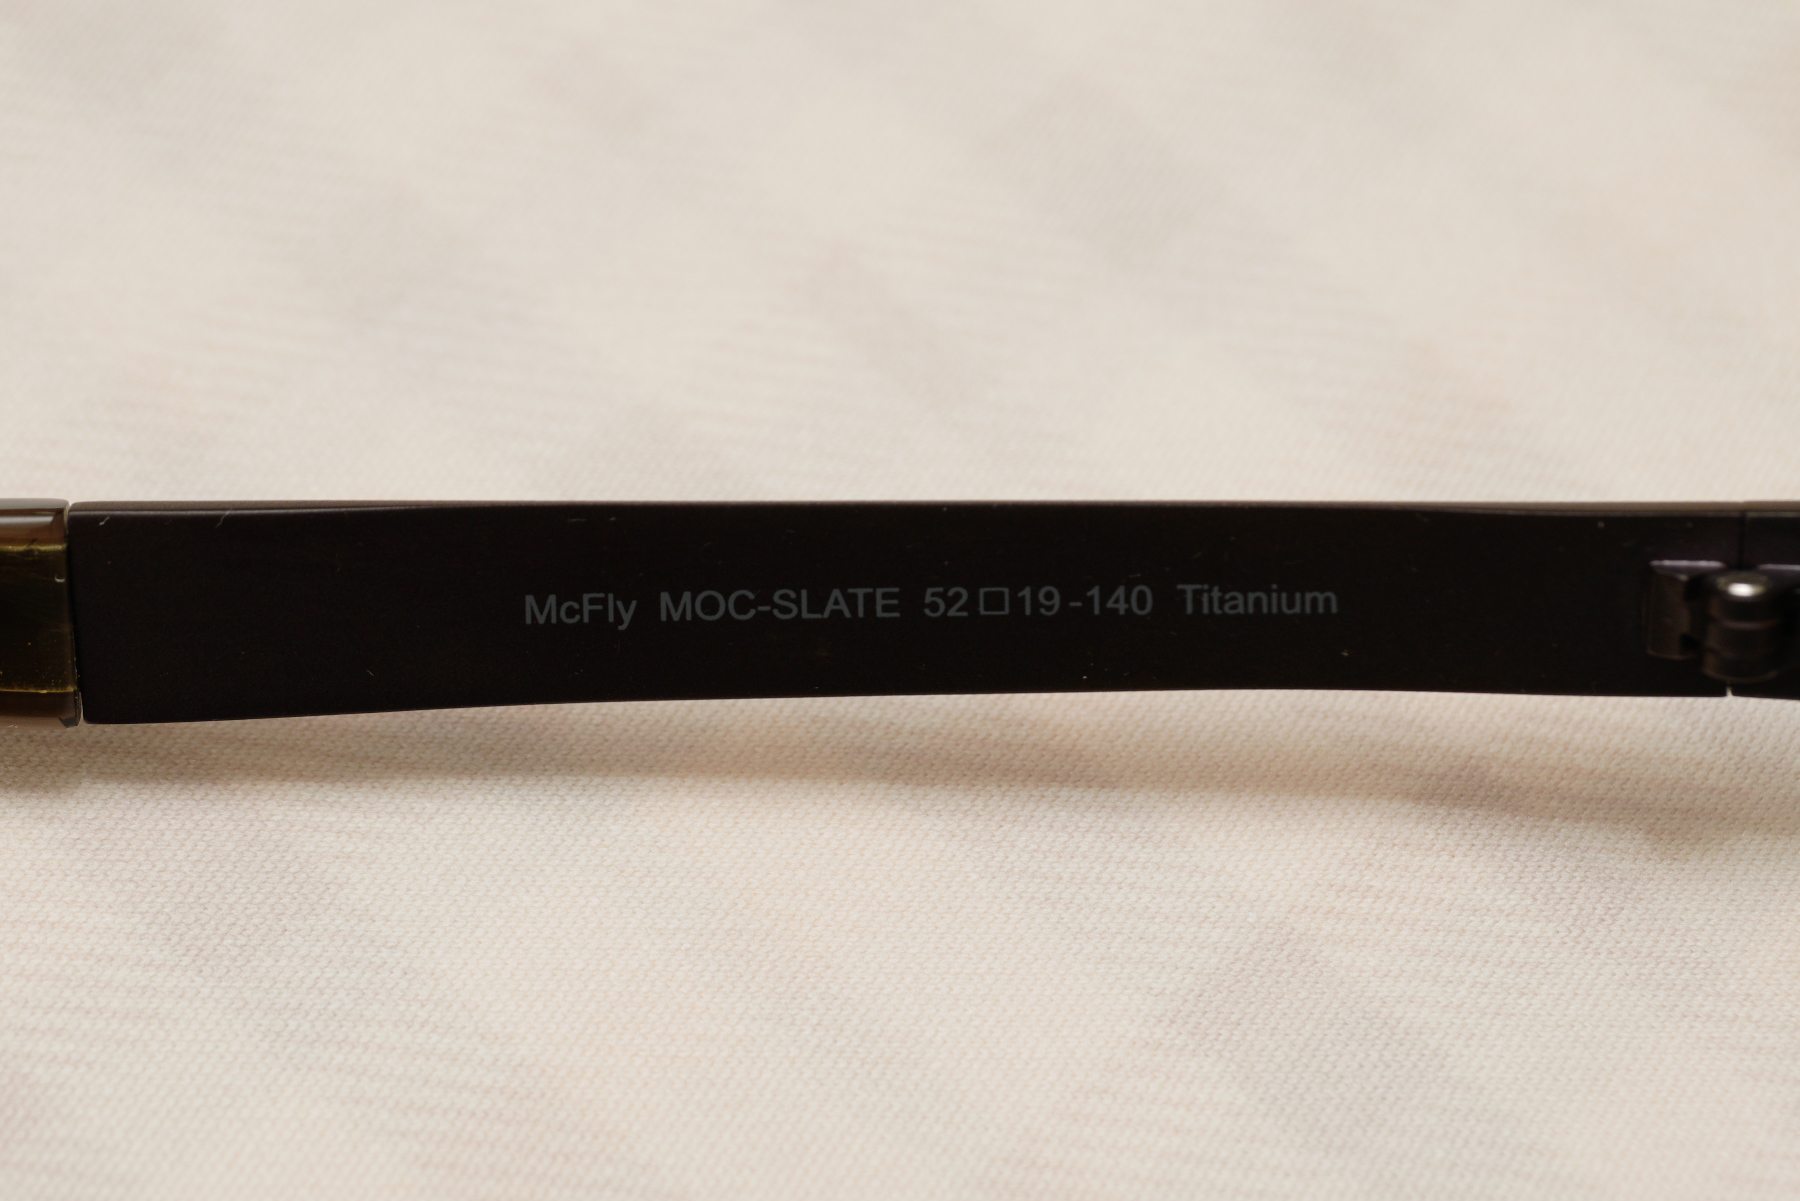 McFly MOC-SLATE 52□19-140 Titanium